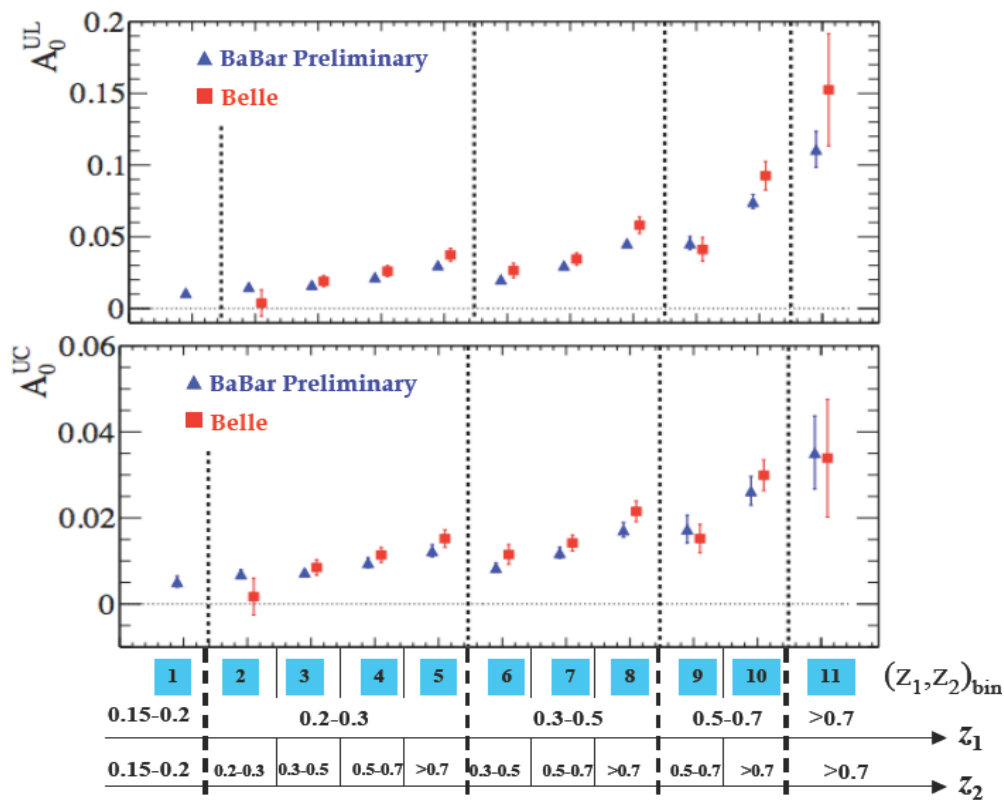 0.2
A₀ᵁᴸ
BaBar Preliminary
0.15
Belle
0.1
0.05
0
0.06
A₀ᵁᶜ
BaBar Preliminary
Belle
0.04
0.02
0
1 2 3 4 5 6 7 8 9 10 11 (z₁,z₂)bin
0.15-0.2 0.2-0.3 0.3-0.5 0.5-0.7 >0.7 z₁
0.15-0.2 0.2-0.3 0.3-0.5 0.5-0.7 >0.7 0.3-0.5 0.5-0.7 >0.7 0.5-0.7 >0.7 >0.7 z₂